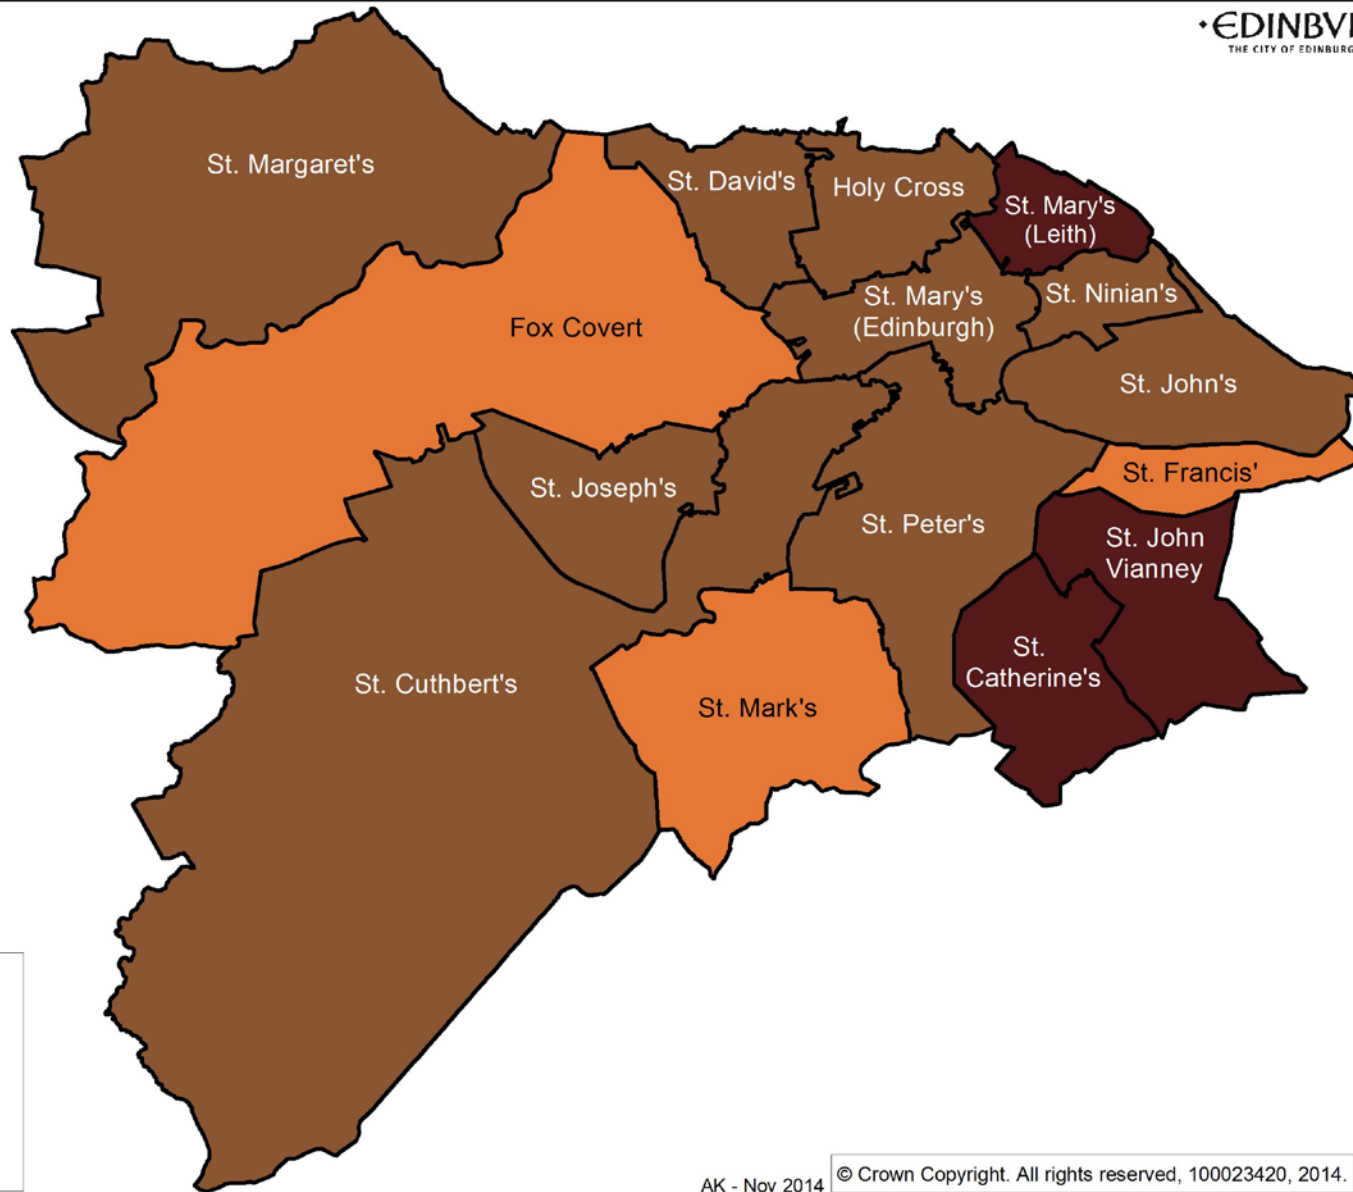 •EDINBV
THE CITY OF EDINBURG
St. Margaret's
St. David's
Holy Cross
St. Mary's
(Leith)
St. Mary's
(Edinburgh)
St. Ninian's
Fox Covert
St. John's
St. Francis'
St. Joseph's
St. Peter's
St. John
Vianney
St.
Catherine's
St. Cuthbert's
St. Mark's
AK - Nov 2014
© Crown Copyright. All rights reserved, 100023420, 2014.